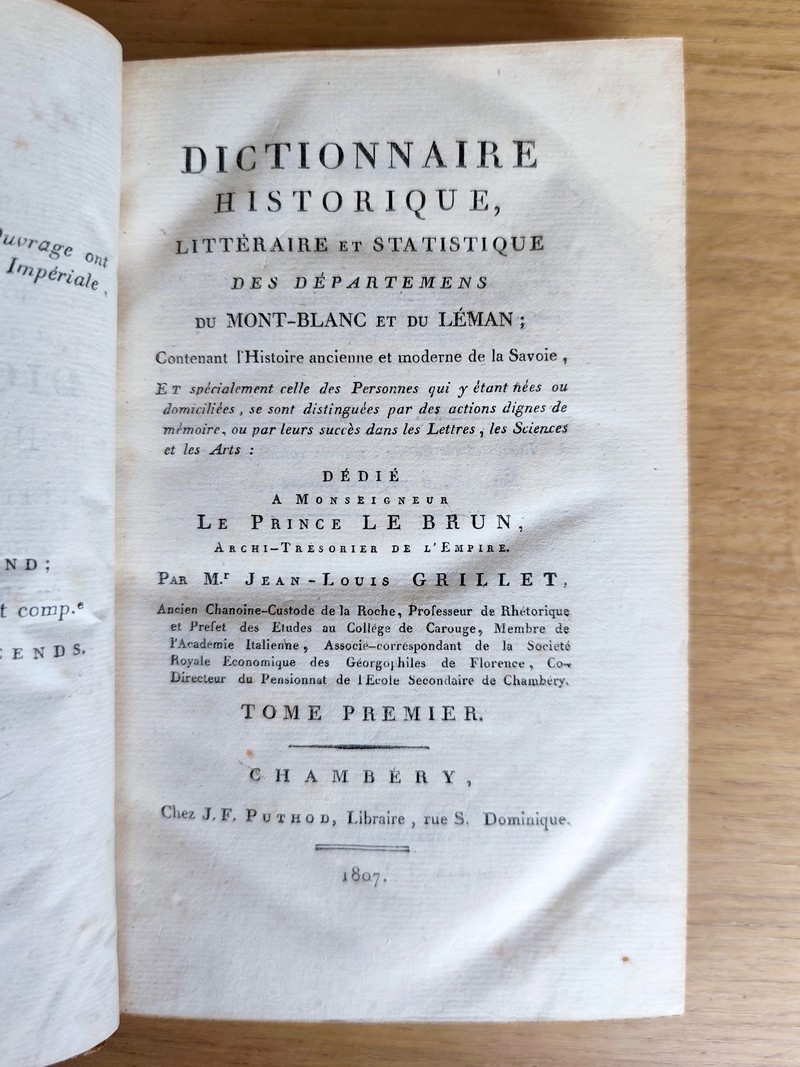 ouvrage ont
Impériale,
ND;
t comp.e
CENDS.
DICTIONNAIRE
HISTORIQUE,
LITTÉRAIRE ET STATISTIQUE
DES DÉPARTEMENS
DU MONT-BLANC ET DU LÉMAN ;
Contenant l'Histoire ancienne et moderne de la Savoie ,
ET spécialement celle des Personnes qui y étant nées ou
domiciliées , se sont distinguées par des actions dignes de
mémoire, ou par leurs succès dans les Lettres , les Sciences
et les Arts :
DÉDIÉ
A MONSEIGNEUR
LE PRINCE LE BRUN,
ARCHI-TRÉSORIER DE L'EMPIRE.
PAR M.r JEAN-LOUIS GRILLET,
Ancien Chanoine-Custode de la Roche, Professeur de Rhétorique
et Prefet des Etudes au Collége de Carouge, Membre de
l'Academie Italienne , Associé-correspondant de la Societé
Royale Economique des Géorgophiles de Florence , Co-
Directeur du Pensionnat de l'Ecole Secondaire de Chambéry.
TOME PREMIER.
CHAMBÉRY,
Chez J. F. PUTHOD, Libraire , rue S. Dominique.
1807.